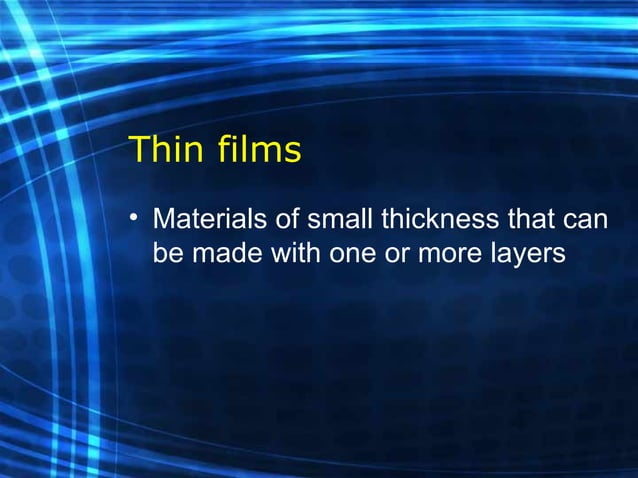 Thin films
• Materials of small thickness that can
be made with one or more layers